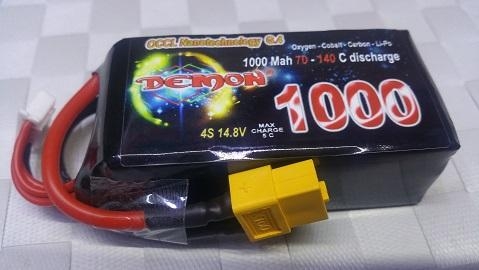 OCCL Nanotechnology G.4
Oxygen - Cobalt - Carbon - Li-Po
1000 Mah 70 - 140 C discharge
DEMON
1000
4S 14.8V
MAX
CHARGE
5 C